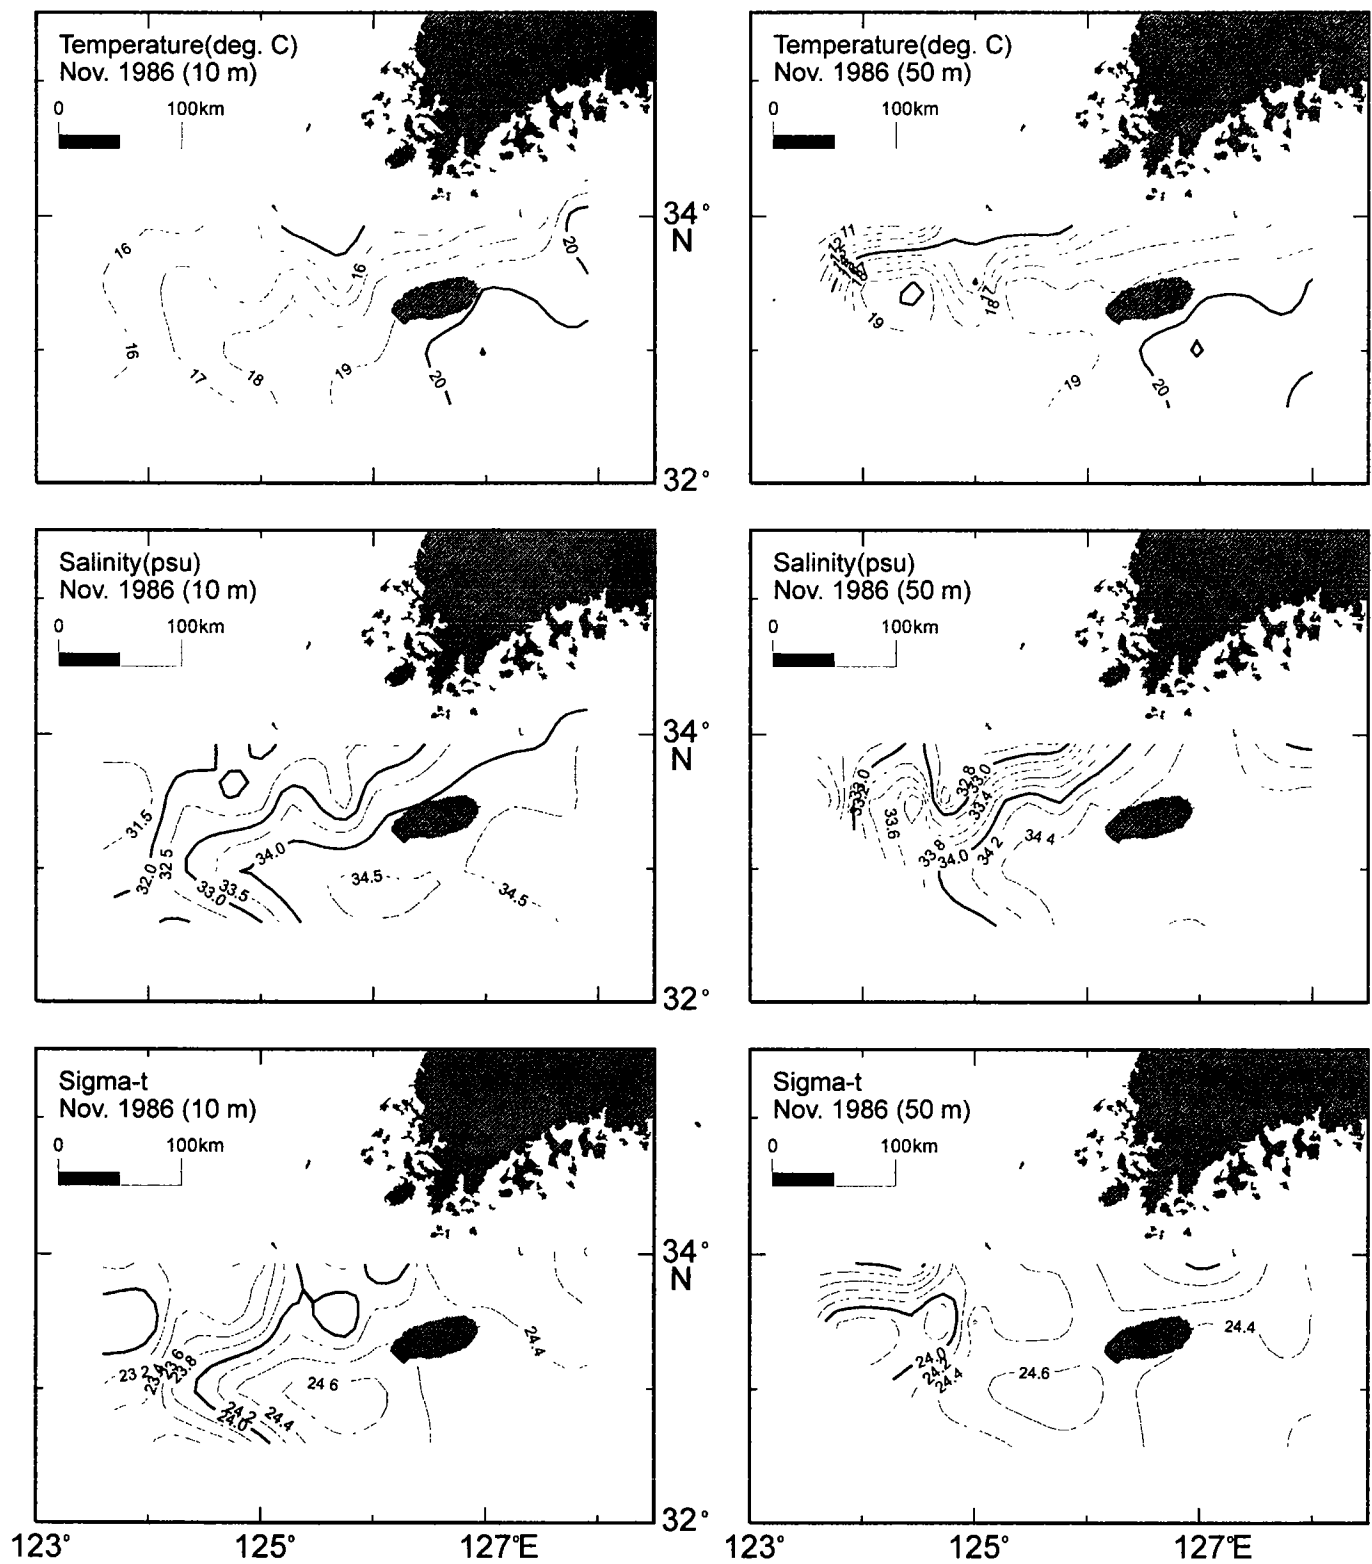 Temperature(deg. C)
Nov. 1986 (10 m)
0 100km
16
16
16
17
18
19
20
20
34°
N
32°
Temperature(deg. C)
Nov. 1986 (50 m)
0 100km
11
12
13
17
18
19
19
20
Salinity(psu)
Nov. 1986 (10 m)
0 100km
31.5
32.0
32.5
33.0
33.5
34.0
34.5
34.5
34°
N
32°
Salinity(psu)
Nov. 1986 (50 m)
0 100km
33.0
32.8
33.0
33.4
33.6
33.8
34.0
34.2
34.4
Sigma-t
Nov. 1986 (10 m)
0 100km
23.2
23.4
23.6
23.8
24.0
24.2
24.4
24.6
24.4
34°
N
32°
123° 125° 127°E
Sigma-t
Nov. 1986 (50 m)
0 100km
24.0
24.2
24.4
24.6
24.4
123° 125° 127°E